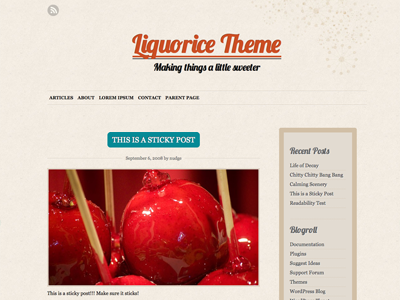 Liquorice Theme
Making things a little sweeter
ARTICLES ABOUT LOREM IPSUM CONTACT PARENT PAGE
THIS IS A STICKY POST
September 6, 2008 by nudge
This is a sticky post!!! Make sure it sticks!
Recent Posts
Life of Deosy
Chitty Chitty Bang Bang
Calming Scenery
This is a Sticky Post
Readability Test
Blogroll
Documentation
Plugins
Suggest Ideas
Support Forum
Themes
WordPress Blog